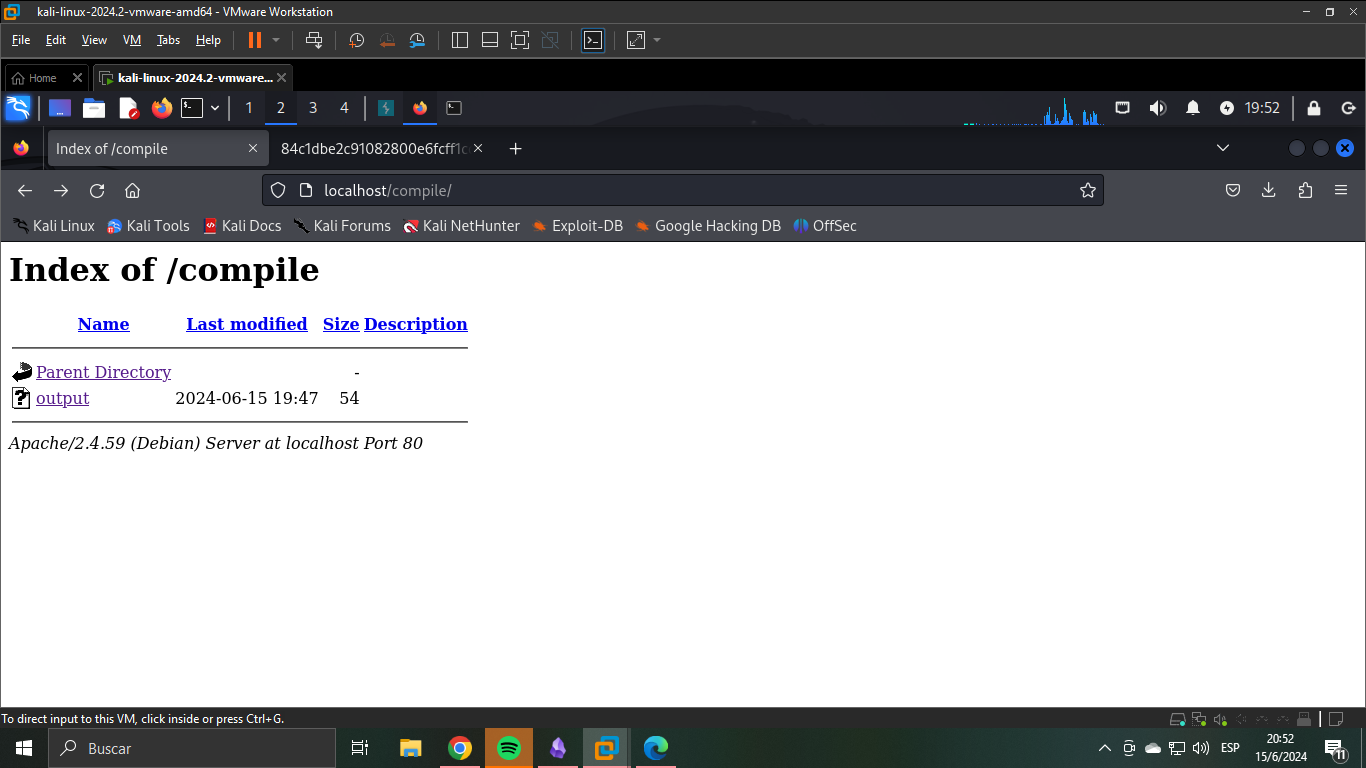 kali-linux-2024.2-vmware-amd64 - VMware Workstation
File Edit View VM Tabs Help
Home kali-linux-2024.2-vmware...
1 2 3 4 19:52
Index of /compile 84c1dbe2c91082800e6fcff1c
localhost/compile/
Kali Linux Kali Tools Kali Docs Kali Forums Kali NetHunter Exploit-DB Google Hacking DB OffSec
Index of /compile
Name Last modified Size Description
Parent Directory -
output 2024-06-15 19:47 54
Apache/2.4.59 (Debian) Server at localhost Port 80
To direct input to this VM, click inside or press Ctrl+G.
Buscar ESP 20:52
15/6/2024 11